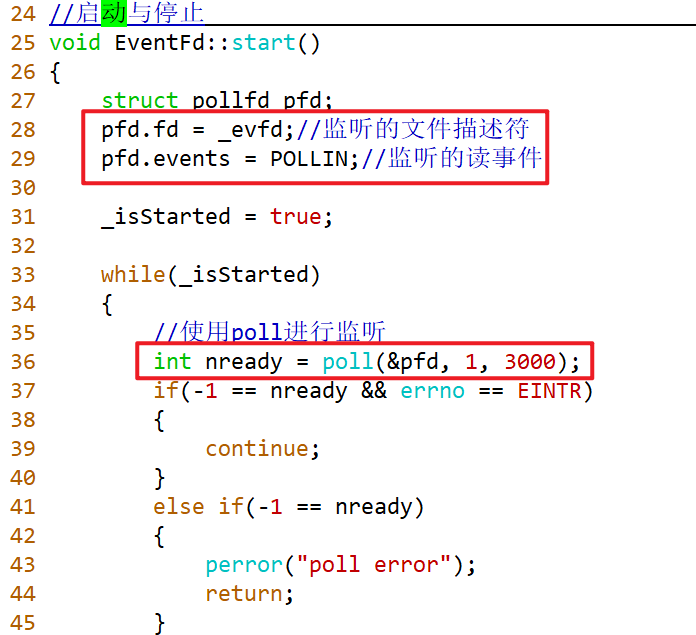 24 //启动与停止
25 void EventFd::start()
26 {
27     struct pollfd pfd;
28     pfd.fd = _evfd;//监听的文件描述符
29     pfd.events = POLLIN;//监听的读事件
30
31     _isStarted = true;
32
33     while(_isStarted)
34     {
35         //使用poll进行监听
36         int nready = poll(&pfd, 1, 3000);
37         if(-1 == nready && errno == EINTR)
38         {
39             continue;
40         }
41         else if(-1 == nready)
42         {
43             perror("poll error");
44             return;
45         }